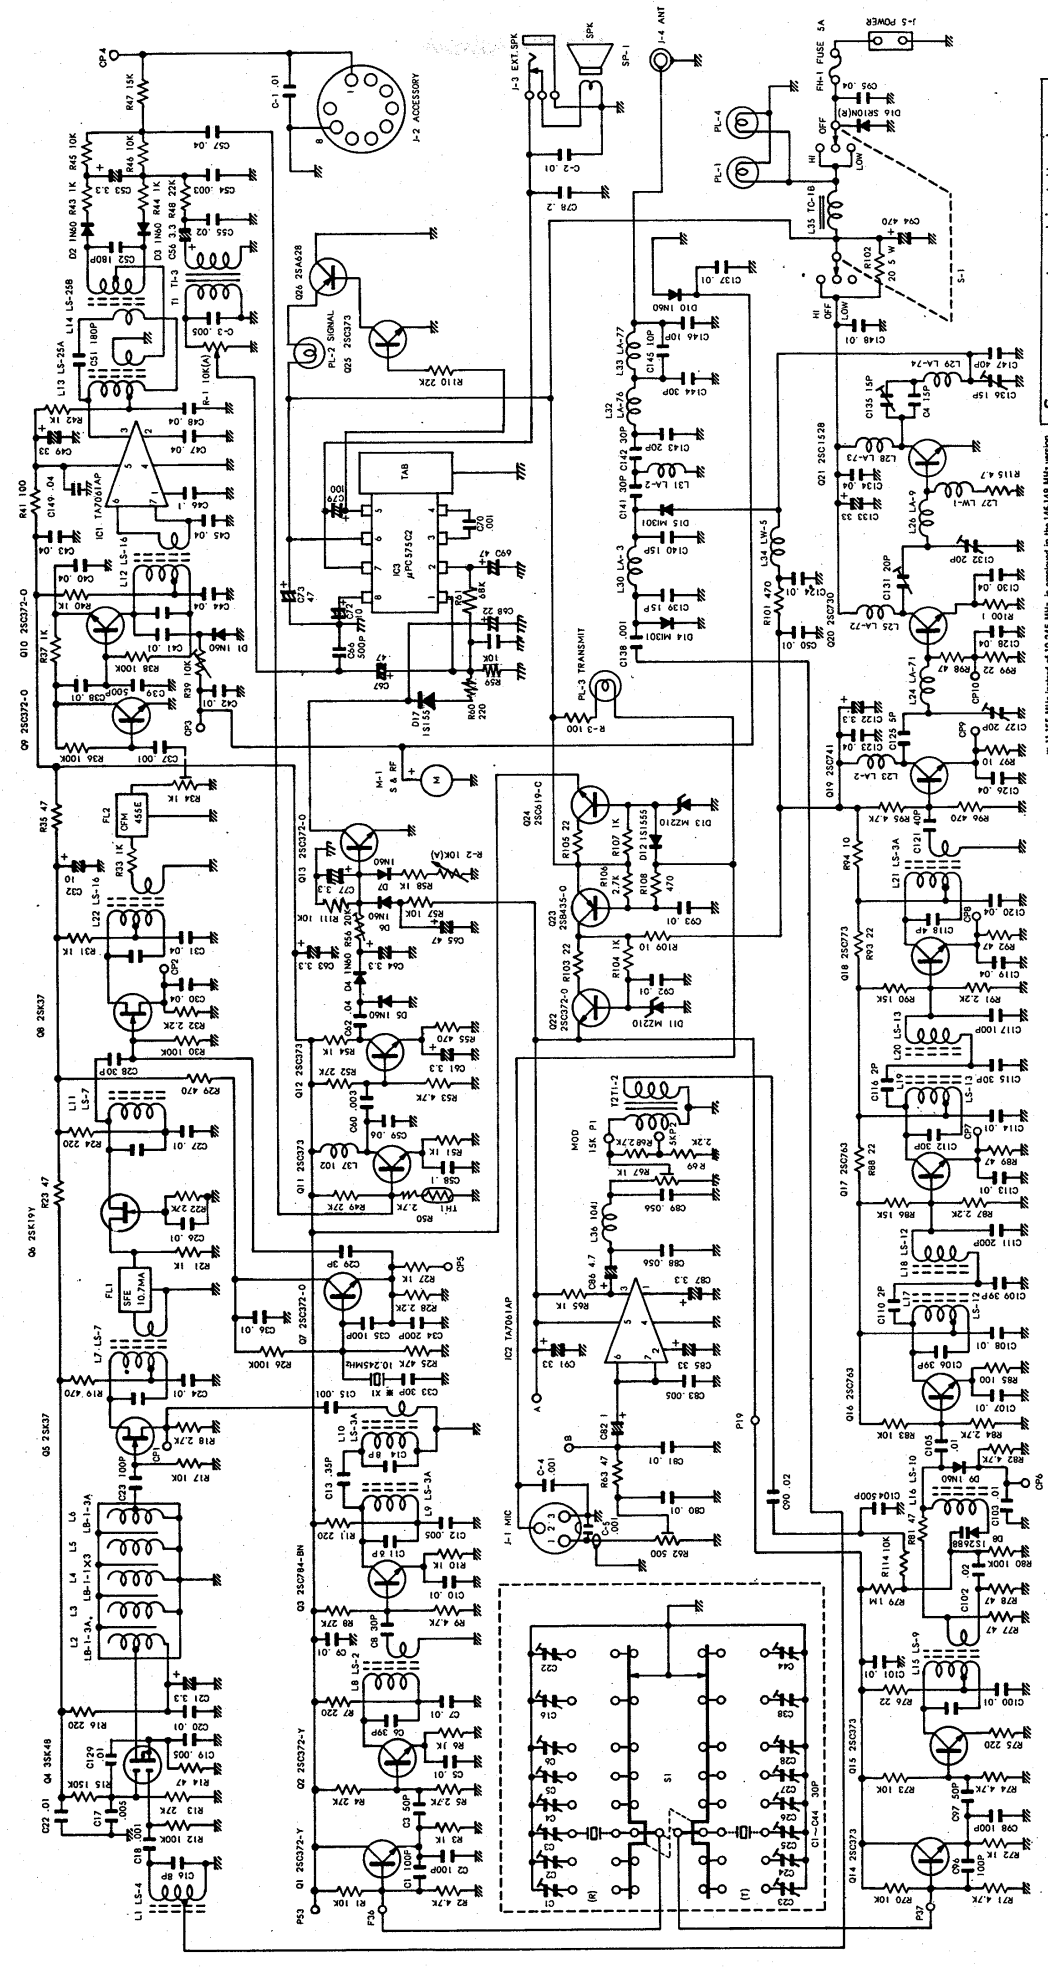 CP4
R47 15K
C-1 .01
J-2 ACCESSORY
1
8
R45 10K
R46 10K
C57 .04
R43 1K
C53 3.3
R44 1K
R48 22K
C54 .003
D2 1N60
C52 180P
D3 1N60
C56 3.3
C55 .02
L14 LS-25B
T1 TI-3
L13 LS-25A
C51 180P
C-3 .005
R-1 10K(A)
R42 1K
C48 .04
C47 .04
C49 33
C149 .04
IC1 TA7061AP
C46 .1
C45 .04
R41 100
C43 .04
C40 .04
R40 1K
L12 LS-16
C44 .04
Q10 2SC372-O
R37 1K
C41 .01
D1 1N60
R38 100K
R39 10K
C42 .01
CP3
C38 .01
C39 500P
Q9 2SC372-O
R36 100K
C37 .001
R34 1K
R35 47
FL2
CFM 455E
R33 1K
C32 10
L22 LS-16
R31 1K
C31 .04
CP2
C30 .04
R32 2.2K
R30 100K
Q8 2SK37
C28 30P
R29 470
L11 LS-7
R24 220
C27 .01
R23 47
Q6 2SK19Y
R22 27K
C26 .01
R21 1K
FL1
SFE 10.7MA
L7 LS-7
R19 470
C24 .01
Q5 2SK37
R18 2.7K
CP1
R17 10K
C23 100P
L6 LB-1-3A
L5
L4 LB-1-1X3
L3
L2 LB-1-3A
R16 220
C21 3.3
C20 .01
Q4 3SK48
C129 .01
C19 .005
R15 150K
R14 47
R13 27K
C22 .01
C17 .005
R12 100K
C18 .001
C16 8P
L1 LS-4
J-3 EXT.SPK
SPK
SP-1
J-4 ANT
C-2 .01
C78 .2
Q26 2SA628
PL-2 SIGNAL
Q25 2SC373
R110 22K
C79 100
TAB
IC3 μPC575C2
C70 .001
C73 47
C72 10
C66 500P
C69 47
R61 68K
C68 22
R59 10K
C67 47
R60 220
D17 1S155
M-1 S & RF
M
Q13 2SC372-O
C77 3.3
R111 10K
D7 1N60
R58 1K
R-2 10K(A)
R56 20K
D6 1N60
R57 10K
C65 47
C63 3.3
C64 3.3
D4 1N60
D5 1N60
C62 .04
Q12 2SC373
R54 1K
R52 27K
R55 470
C61 3.3
R53 4.7K
C60 .003
C59 .06
Q11 2SC373
L37 102
R51 1K
C58 .1
R49 27K
R50 2.7K
TH1
C29 3P
R27 1K
CP5
Q7 2SC372-O
R28 2.2K
C36 .01
C35 100P
C34 200P
R26 100K
R25 47K
X1 ※ 10.245MHz
C33 30P
C15 .001
L10 LS-3A
C14 8P
C13 .35P
L9 LS-3A
R11 220
C12 .005
C11 6P
Q3 2SC784-BN
R10 1K
C10 .01
R8 27K
R9 4.7K
C9 .01
C8 30P
L8 LS-2
R7 220
C7 .01
C6 39P
Q2 2SC372-Y
R6 1K
C5 .01
R4 27K
R5 2.7K
C3 50P
R3 1K
Q1 2SC372-Y
C1 100P
C2 100P
R1 10K
R2 4.7K
P53
P36
J-5 POWER
FUSE 5A
FH-1
C95 .04
D16 SR10N(R)
PL-4
PL-1
HI
OFF
LOW
L35 TC-1B
C94 470
R102
20 5 W
S-1
HI
OFF
LOW
C148 .01
D10 1N60
C137 .01
L33 LA-77
C145 10P
C146 10P
L32 LA-76
C144 30P
C142 30P
C143 20P
L31 LA-2
C141 30P
D15 MI301
C140 15P
L30 LA-3
C139 15P
D14 MI301
C138 .001
L34 LW-5
R101 470
C124 .01
C50 .01
PL-3 TRANSMIT
R-3 100
Q24 2SC619-C
D13 MZ210
R105 22
R107 1K
D12 1S1555
R106 2.7K
R108 470
Q23 2SB435-O
C93 .01
R109 10
R103 22
R104 1K
C92 .01
D11 MZ210
Q22 2SC372-O
T2 TI-2
MOD
15K P1
R68 2.7K
5KP2
2.2K
R69
R67 1K
L36 104J
C89 .056
C86 4.7
C88 .056
R65 1K
C87 3.3
IC2 TA7061AP
C91 33
C85 33
C83 .005
A
P19
B
C82 1
C81 .01
R63 47
C80 .01
C-4 .001
J-1 MIC
C-5 .001
R62 500
C90 .02
C22
C16
C6
C5
C4
C3
C2
C1
(R)
S1
(T)
C44
C38
C28
C27
C26
C25
C24
C23
C1—C44 30P
L29 LA-74
C147 40P
C135 15P
C4 15P
C136 15P
Q21 2SC1528
L28 LA-73
C134 .04
C133 33
L27 LW-1
R115 4.7
L26 LA-9
C132 20P
C131 20P
Q20 2SC730
L25 LA-72
C130 .04
R100 1
C128 .04
R98 47
R99 22
CP10
L24 LA-71
C127 20P
C125 5P
C122 3.3
C123 .04
CP9
Q19 2SC741
L23 LA-2
R97 10
C126 .04
R95 4.7K
R96 470
C121 40P
R94 10
L21 LS-3A
C120 .04
C118 4P
CP8
R92 47
C119 .04
Q18 2SC773
R93 22
R90 15K
R91 2.2K
L20 LS-13
C117 100P
C116 2P
C115 30P
L19 LS-13
C114 .01
C112 30P
CP7
R89 47
C113 .01
Q17 2SC763
R88 22
R86 15K
R87 2.2K
L18 LS-12
C111 200P
C110 2P
C109 39P
L17 LS-12
C108 .01
C106 39P
R85 100
C107 .01
Q16 2SC763
R83 10K
R84 2.7K
C105 .01
R82 4.7K
D9 1N60
CP6
L16 LS-10
C103 .01
C104 500P
R81 47
D8 1S2688
R114 10K
R80 100K
R79 1M
C102 .02
R78 47
R77 47
L15 LS-9
C101 .01
R76 22
C100 .01
Q15 2SC373
R75 220
R73 10K
R74 4.7K
C97 50P
C98 100P
Q14 2SC373
R72 1K
C96 100P
R70 10K
R71 4.7K
P37